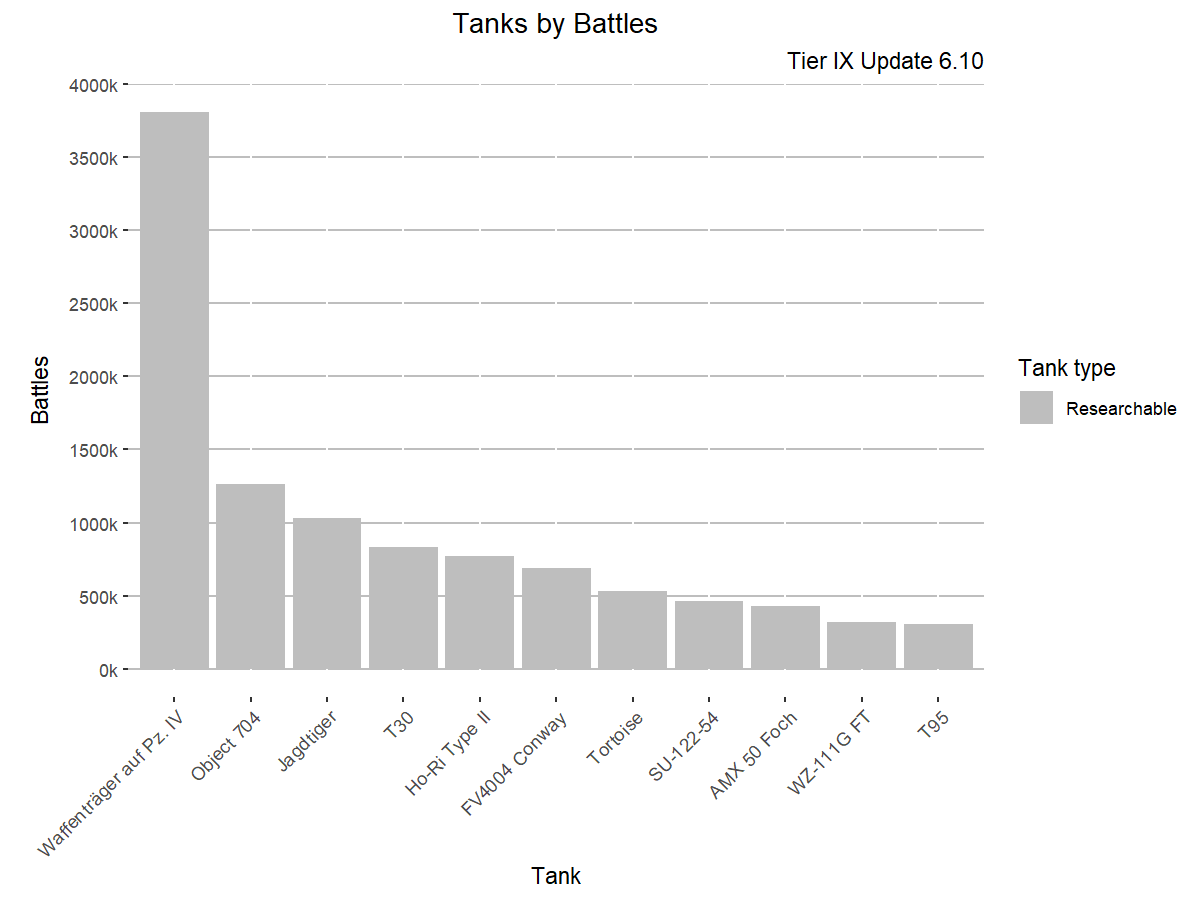 Tanks by Battles
Tier IX Update 6.10
4000k
3500k
3000k
2500k
2000k
1500k
1000k
500k
0k
Battles
Waffenträger auf Pz. IV
Object 704
Jagdtiger
T30
Ho-Ri Type II
FV4004 Conway
Tortoise
SU-122-54
AMX 50 Foch
WZ-111G FT
T95
Tank
Tank type
Researchable